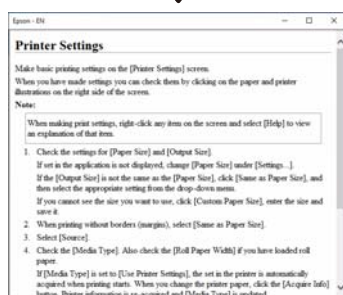 Epson - EN
Printer Settings
Make basic printing settings on the [Printer Settings] screen.
When you have made settings you can check them by clicking on the paper and printer
illustrations on the right side of the screen.
Note:
When making print settings, right-click any item on the screen and select [Help] to view
an explanation of that item.
1. Check the settings for [Paper Size] and [Output Size].
If set in the application is not displayed, change [Paper Size] under [Settings...].
If the [Output Size] is not the same as the [Paper Size], click [Same as Paper Size], and
then select the appropriate setting from the drop-down menu.
If you cannot see the size you want to use, click [Custom Paper Size], enter the size and
save it.
2. When printing without borders (margins), select [Same as Paper Size].
3. Select [Source].
4. Check the [Media Type]. Also check the [Roll Paper Width] if you have loaded roll
paper.
If [Media Type] is set to [Use Printer Settings], the set in the printer is automatically
acquired when printing starts. When you change the printer paper, click the [Acquire Info]
button. Printer information is re-acquired and [Media Type] is updated.